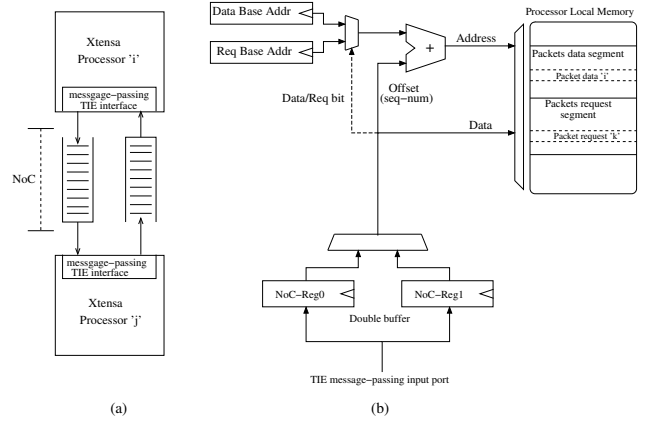 Xtensa
Processor 'i'
messgage−passing
TIE interface
NoC
messgage−passing
TIE interface
Xtensa
Processor 'j'
(a)
Data Base Addr
Req Base Addr
+
Address
Data/Req bit
Offset
(seq−num)
Data
Processor Local Memory
Packets data segment
Packet data 'i'
Packets request
segment
Packet request 'k'
NoC−Reg0
NoC−Reg1
Double buffer
TIE message−passing input port
(b)